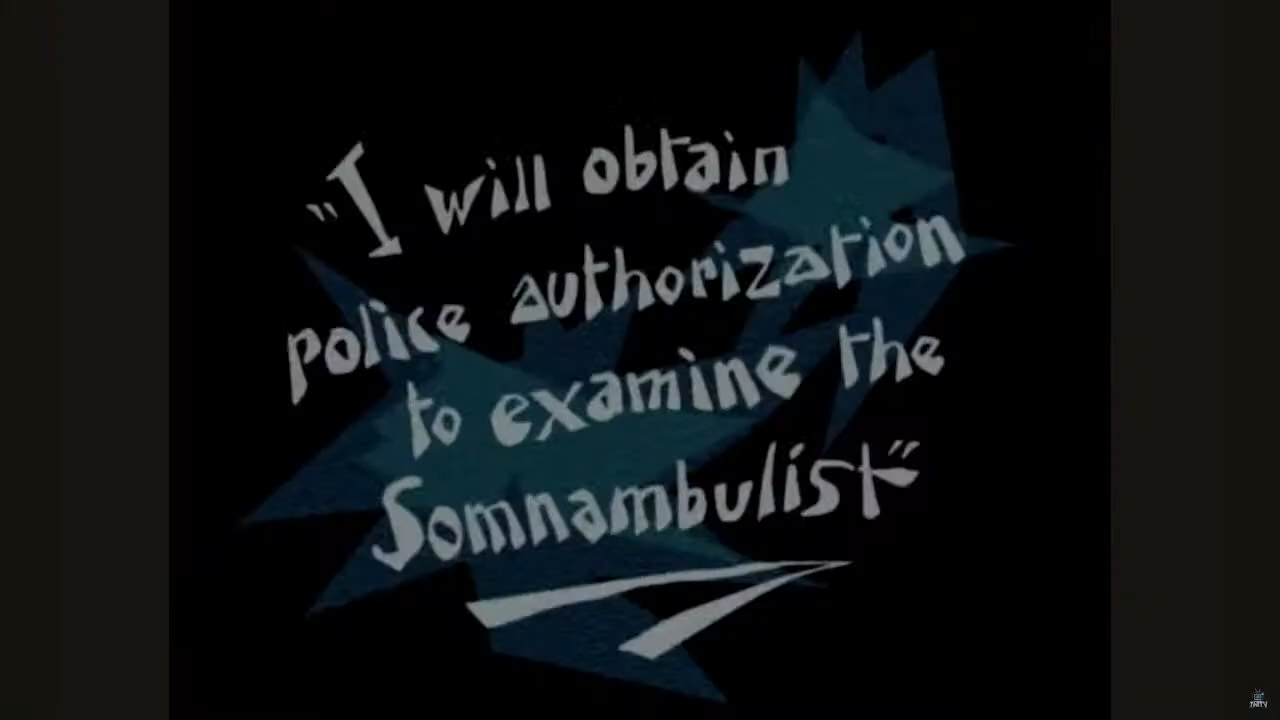 "I will obtain
police authorization
to examine the
Somnambulist"